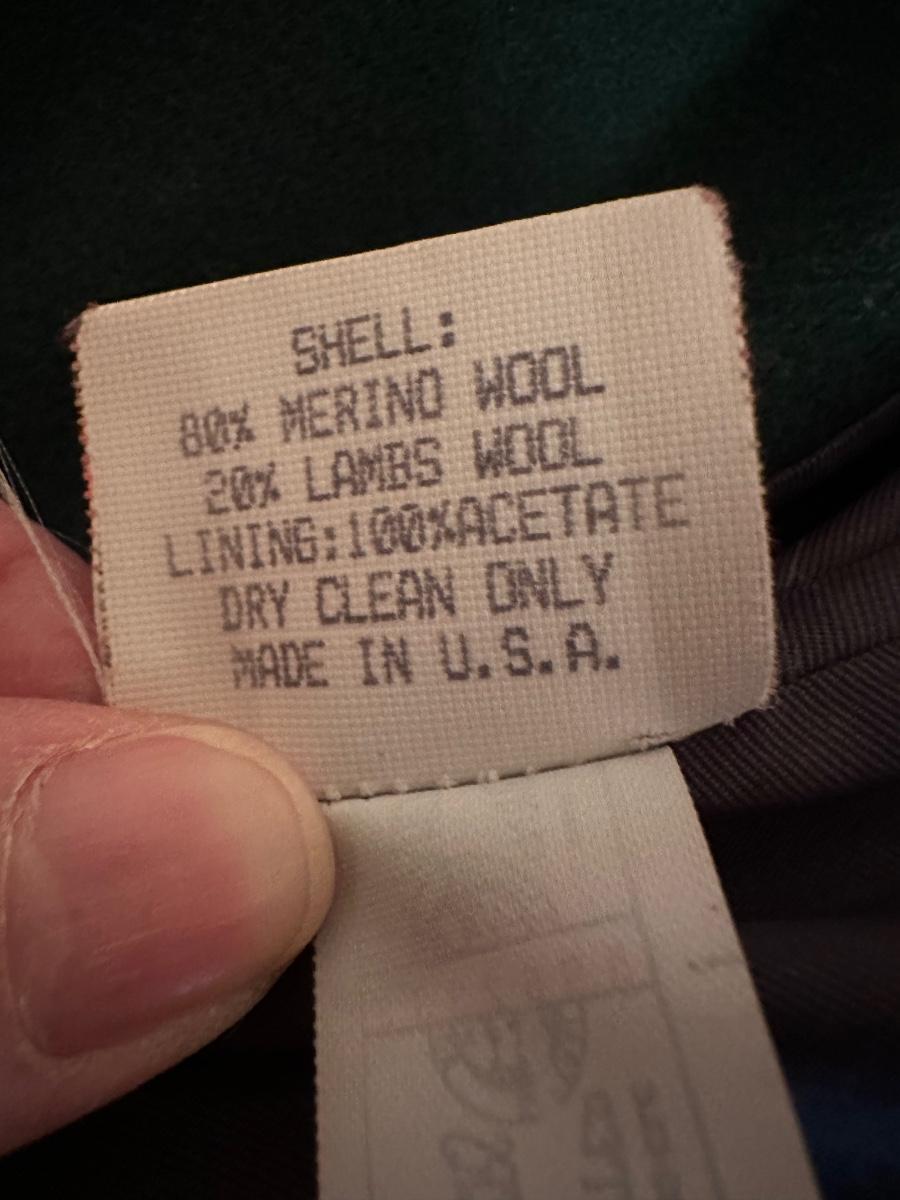 SHELL:
80% MERINO WOOL
20% LAMBS WOOL
LINING:100%ACETATE
DRY CLEAN ONLY
MADE IN U.S.A.